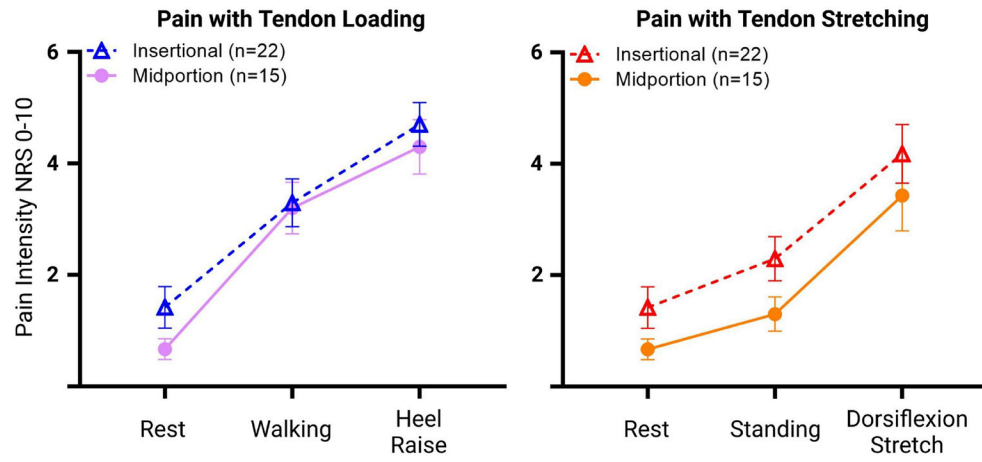 Pain with Tendon Loading
Insertional (n=22)
Midportion (n=15)
Pain Intensity NRS 0-10
6
4
2
Rest
Walking
Heel
Raise
Pain with Tendon Stretching
Insertional (n=22)
Midportion (n=15)
6
4
2
Rest
Standing
Dorsiflexion
Stretch